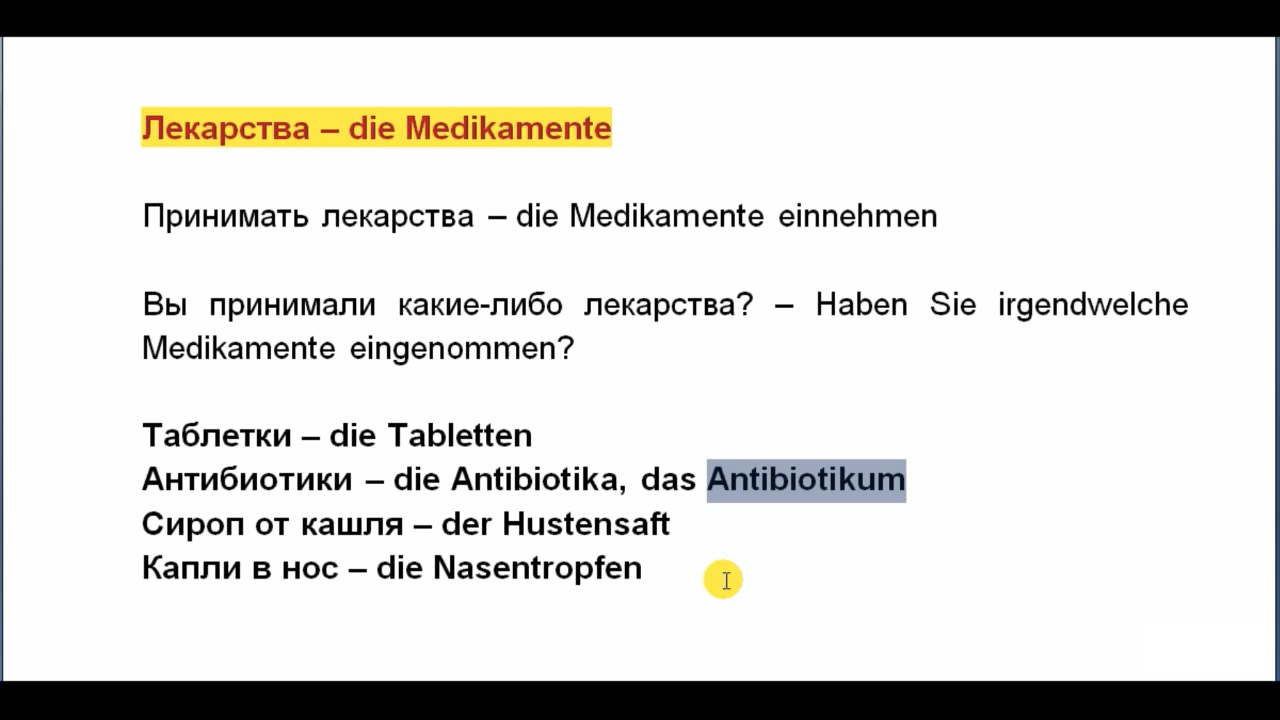 Лекарства – die Medikamente
Принимать лекарства – die Medikamente einnehmen
Вы принимали какие-либо лекарства? – Haben Sie irgendwelche
Medikamente eingenommen?
Таблетки – die Tabletten
Антибиотики – die Antibiotika, das Antibiotikum
Сироп от кашля – der Hustensaft
Капли в нос – die Nasentropfen